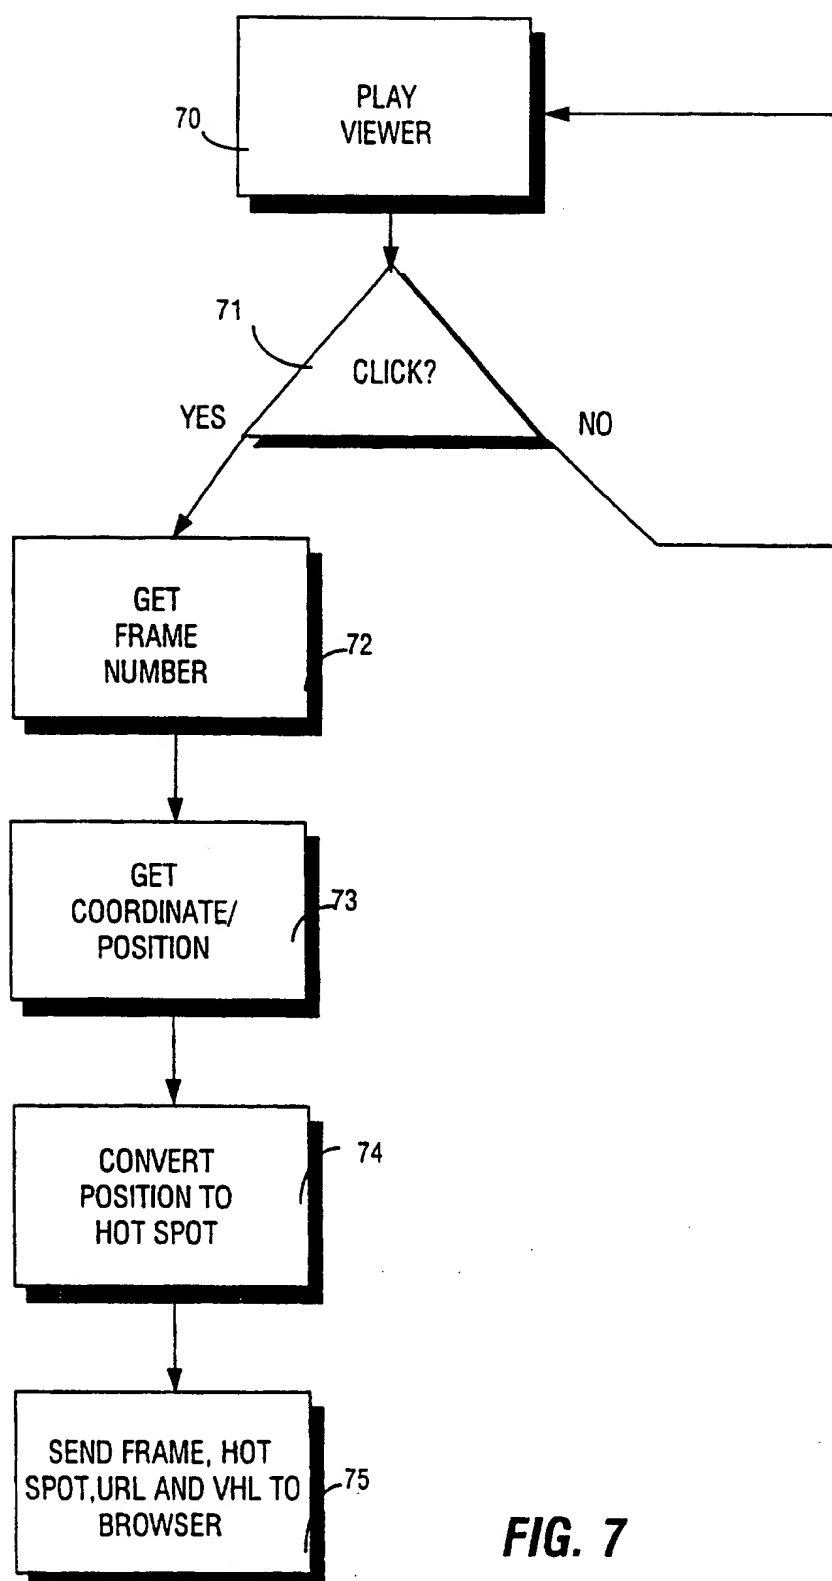 PLAY
VIEWER
70
71
CLICK?
YES
NO
GET
FRAME
NUMBER
72
GET
COORDINATE/
POSITION
73
CONVERT
POSITION TO
HOT SPOT
74
SEND FRAME, HOT
SPOT,URL AND VHL TO
BROWSER
75
FIG. 7